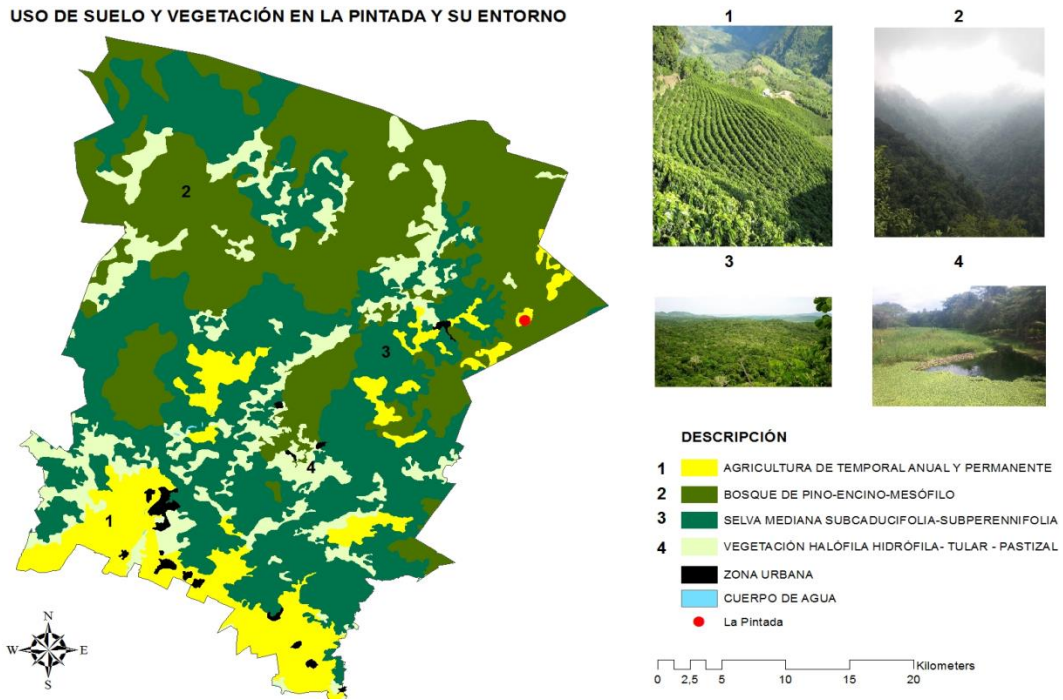 USO DE SUELO Y VEGETACIÓN EN LA PINTADA Y SU ENTORNO
1
2
3
4
2
3
4
1
DESCRIPCIÓN
1 AGRICULTURA DE TEMPORAL ANUAL Y PERMANENTE
2 BOSQUE DE PINO-ENCINO-MESÓFILO
3 SELVA MEDIANA SUBCADUCIFOLIA-SUBPERENNIFOLIA
4 VEGETACIÓN HALÓFILA HIDRÓFILA- TULAR - PASTIZAL
ZONA URBANA
CUERPO DE AGUA
La Pintada
N
W E
S
Kilometers
0 2,5 5 10 15 20